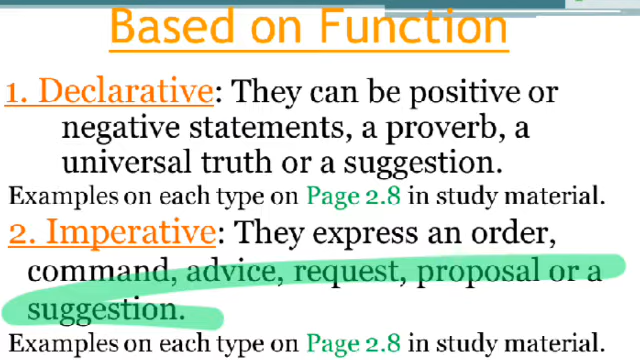 Based on Function
1. Declarative: They can be positive or
negative statements, a proverb, a
universal truth or a suggestion.
Examples on each type on Page 2.8 in study material.
2. Imperative: They express an order,
command, advice, request, proposal or a
suggestion.
Examples on each type on Page 2.8 in study material.